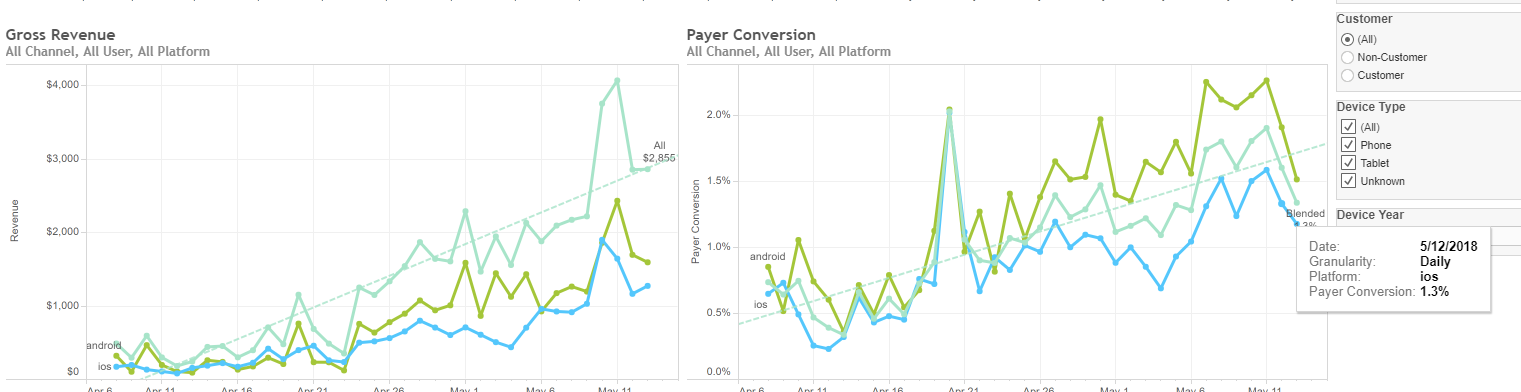 Gross Revenue
All Channel, All User, All Platform
Revenue
$4,000
$3,000
$2,000
$1,000
$0
All
$2,855
android
ios
Apr 6
Apr 11
Apr 16
Apr 21
Apr 26
May 1
May 6
May 11
Payer Conversion
All Channel, All User, All Platform
Payer Conversion
2.0%
1.5%
1.0%
0.5%
0.0%
android
ios
Blended
Apr 6
Apr 11
Apr 16
Apr 21
Apr 26
May 1
May 6
May 11
Date: 5/12/2018
Granularity: Daily
Platform: ios
Payer Conversion: 1.3%
Customer
(All)
Non-Customer
Customer
Device Type
(All)
Phone
Tablet
Unknown
Device Year